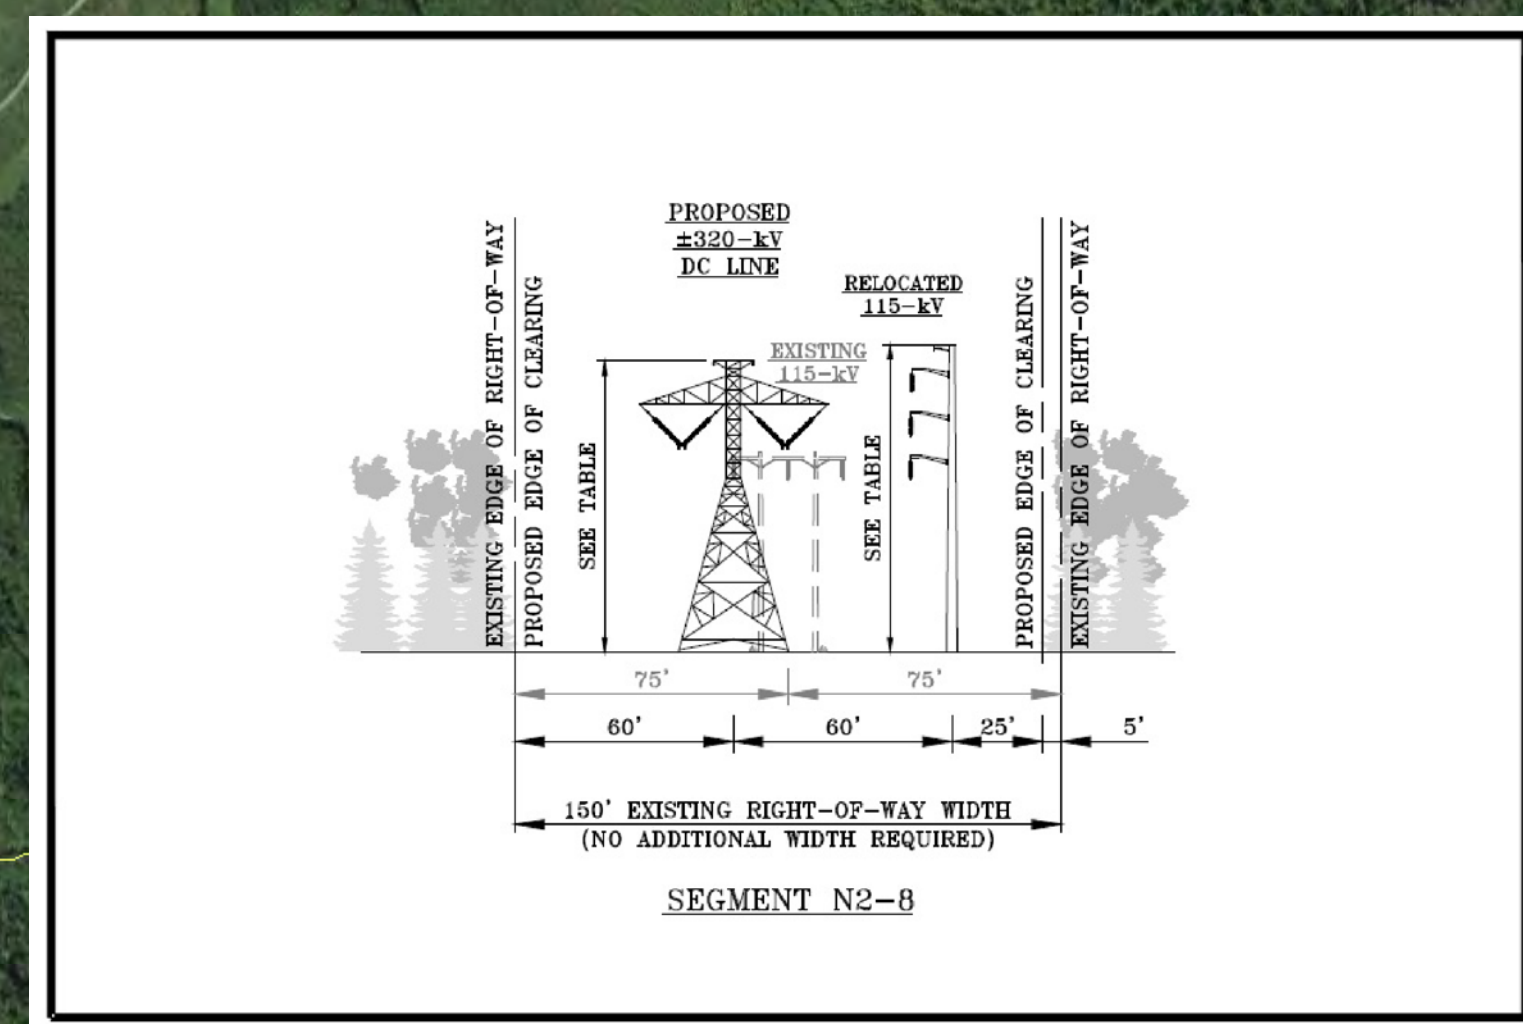 PROPOSED
±320-kV
DC LINE
RELOCATED
115-kV
EXISTING
115-kV
EXISTING EDGE OF RIGHT-OF-WAY
PROPOSED EDGE OF CLEARING
SEE TABLE
SEE TABLE
PROPOSED EDGE OF CLEARING
EXISTING EDGE OF RIGHT-OF-WAY
75' 75'
60' 60' 25' 5'
150' EXISTING RIGHT-OF-WAY WIDTH
(NO ADDITIONAL WIDTH REQUIRED)
SEGMENT N2-8